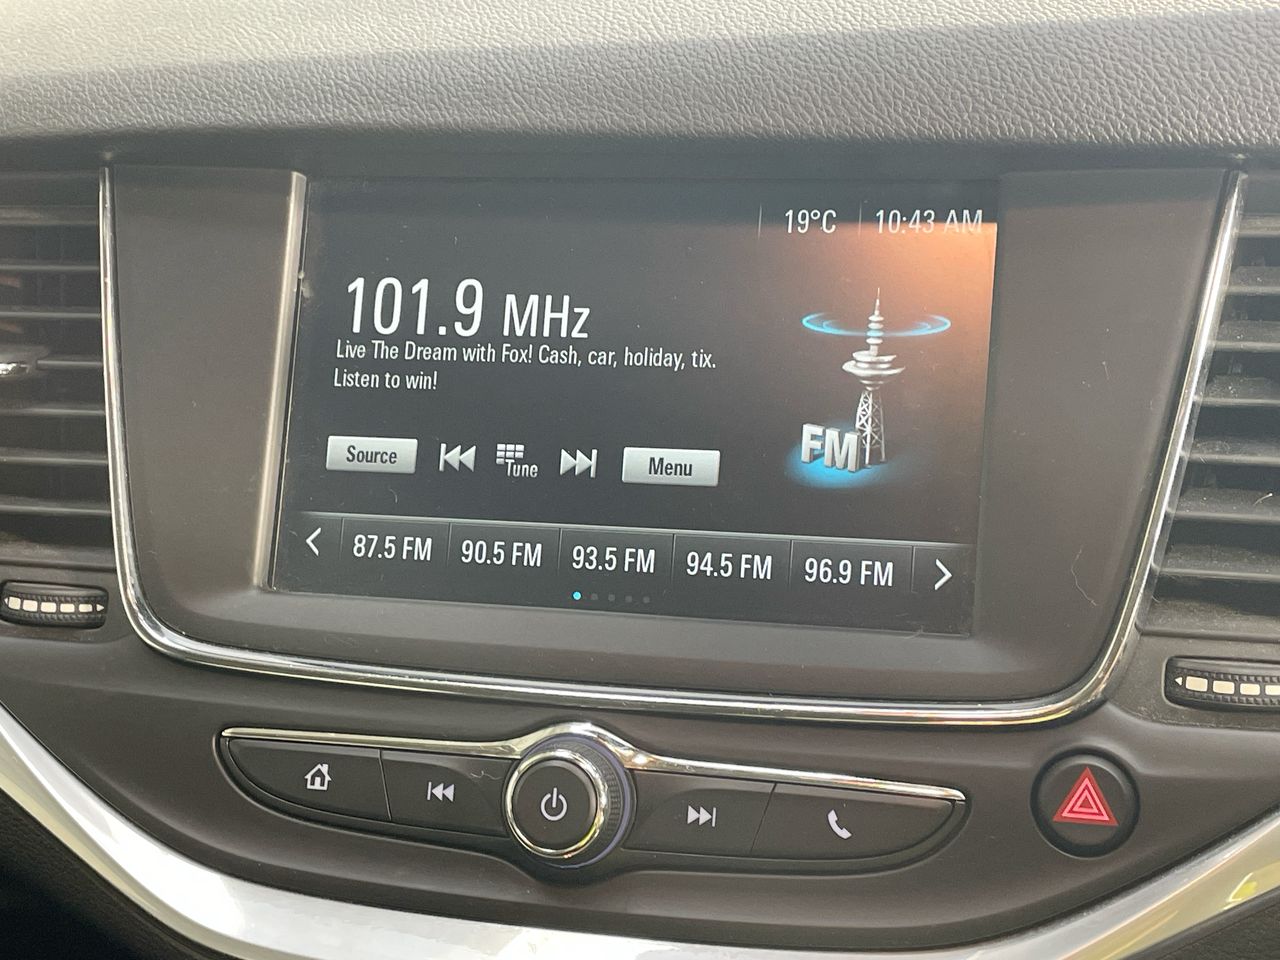 19°C 10:43 AM
101.9 MHz
Live The Dream with Fox! Cash, car, holiday, tix.
Listen to win!
Source Tune Menu
FM
87.5 FM 90.5 FM 93.5 FM 94.5 FM 96.9 FM